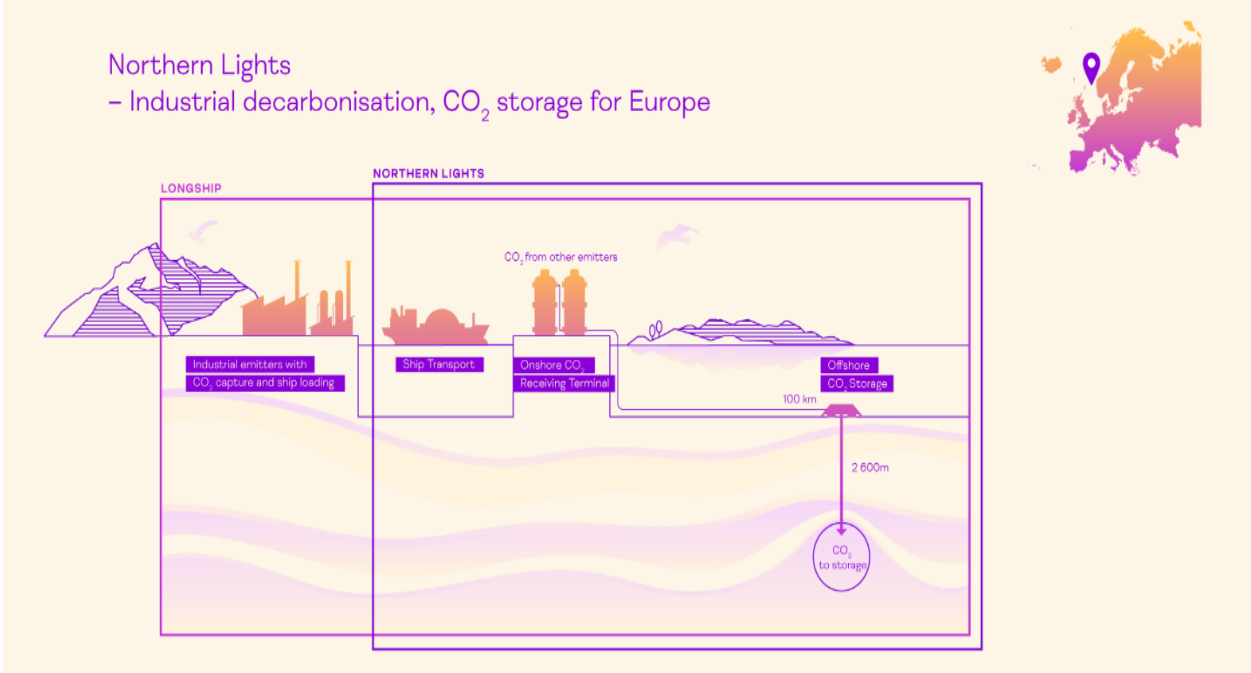 Northern Lights
– Industrial decarbonisation, CO₂ storage for Europe
NORTHERN LIGHTS
LONGSHIP
CO₂ from other emitters
Industrial emitters with
CO₂ capture and ship loading
Ship Transport
Onshore CO₂
Receiving Terminal
Offshore
CO₂ Storage
100 km
2 600m
CO₂
to storage